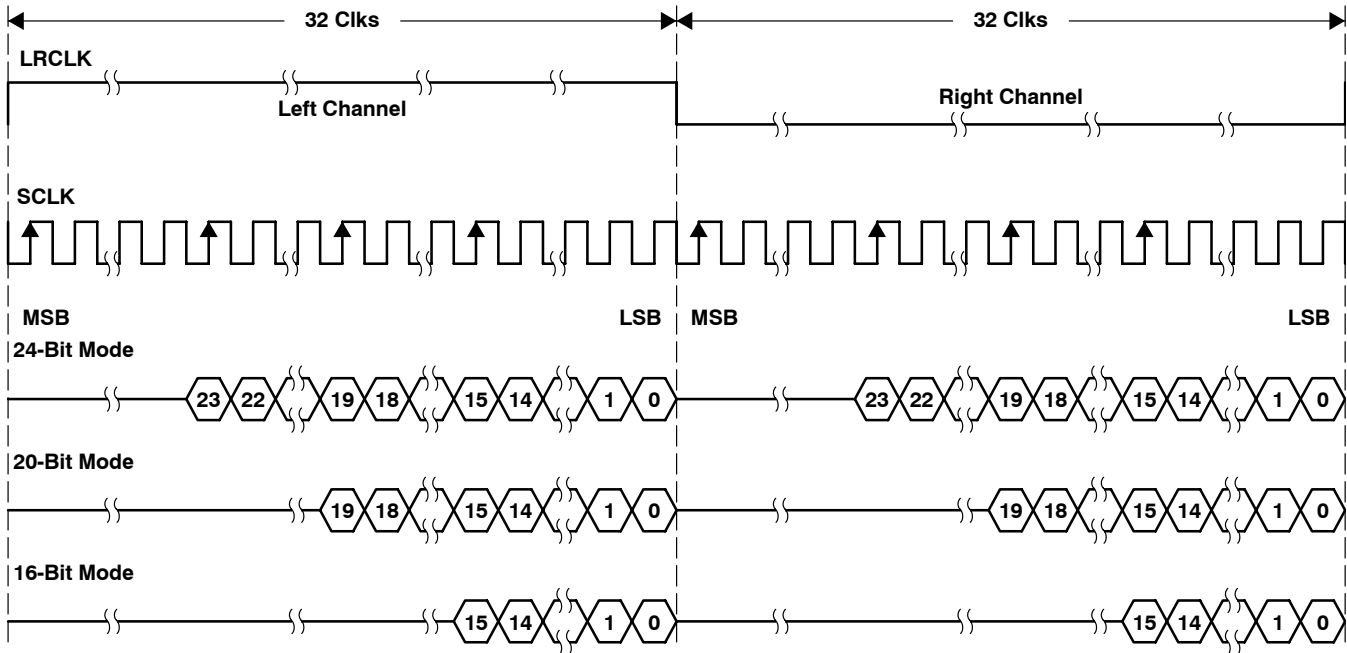 32 Clks 32 Clks
LRCLK
Left Channel Right Channel
SCLK
MSB LSB MSB LSB
24-Bit Mode
23 22 19 18 15 14 1 0 23 22 19 18 15 14 1 0
20-Bit Mode
19 18 15 14 1 0 19 18 15 14 1 0
16-Bit Mode
15 14 1 0 15 14 1 0